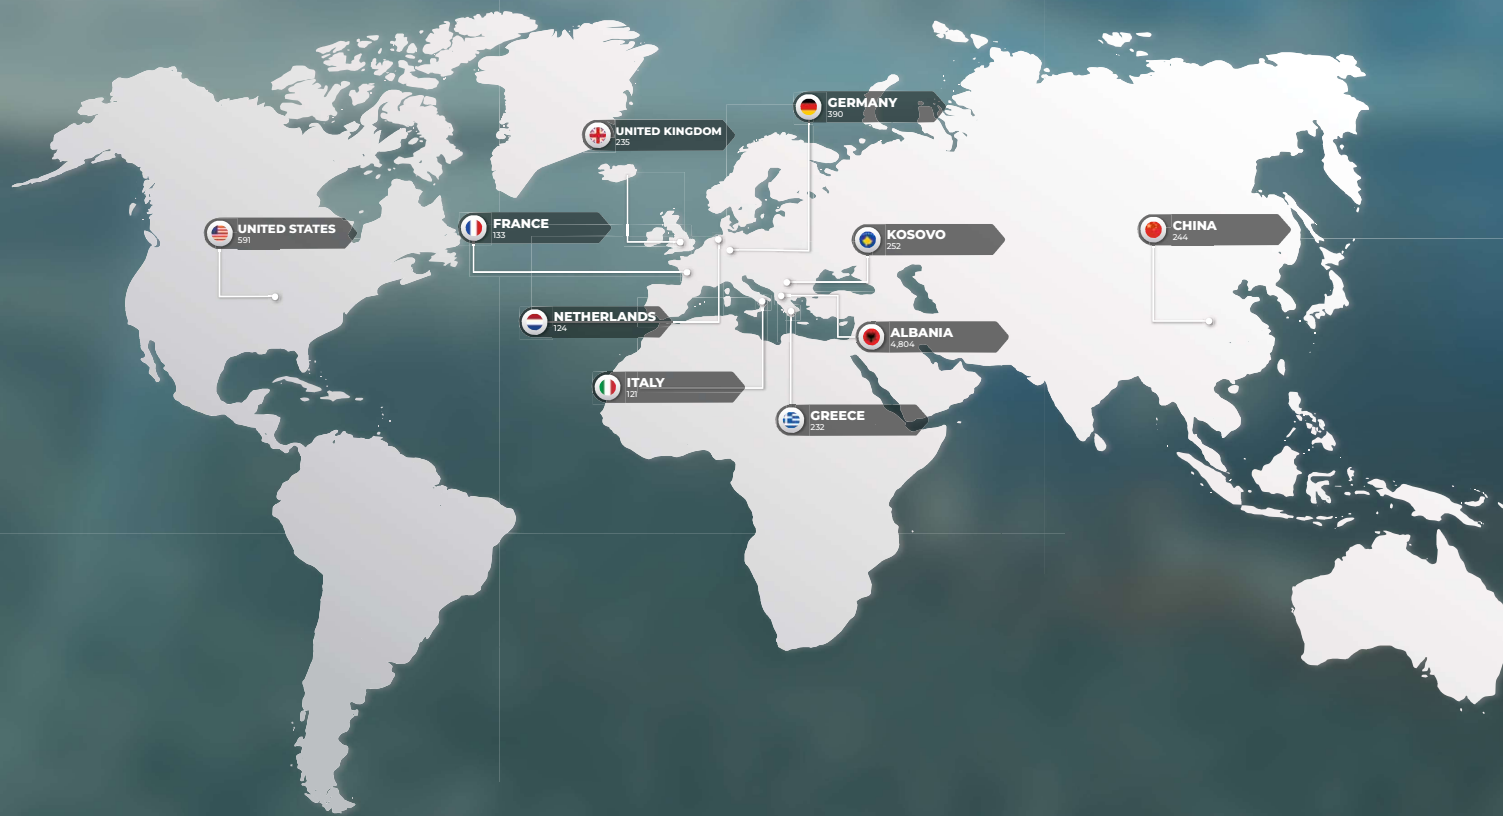 GERMANY
390
UNITED KINGDOM
235
UNITED STATES
591
FRANCE
133
KOSOVO
252
CHINA
244
NETHERLANDS
124
ALBANIA
4,804
ITALY
121
GREECE
232